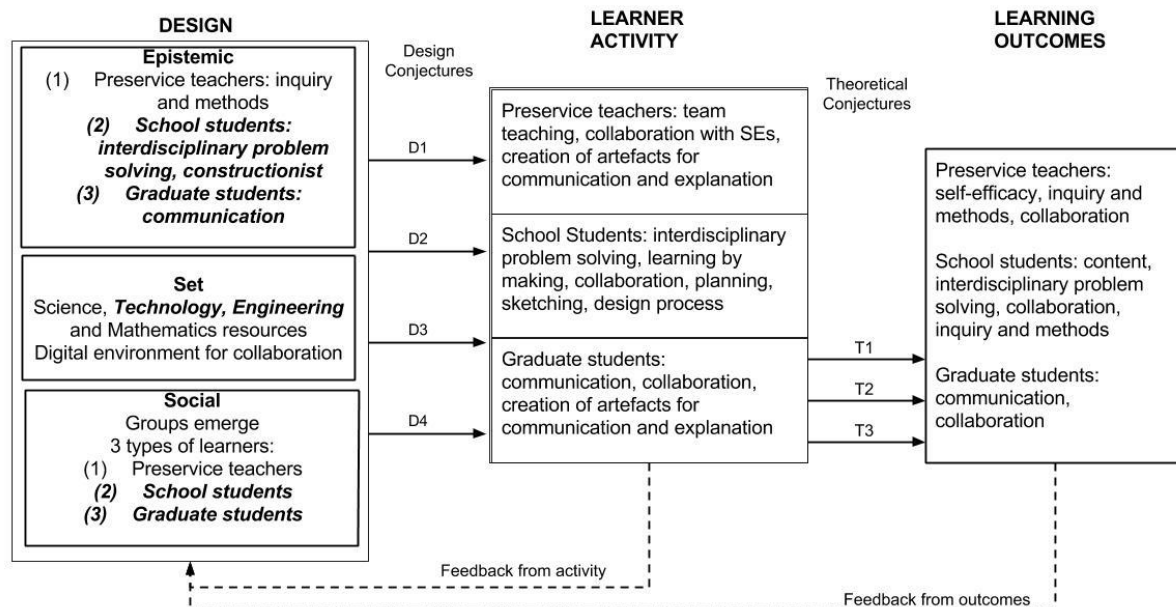 DESIGN
Epistemic
(1) Preservice teachers: inquiry
and methods
(2) School students:
interdisciplinary problem
solving, constructionist
(3) Graduate students:
communication
Set
Science, Technology, Engineering
and Mathematics resources
Digital environment for collaboration
Social
Groups emerge
3 types of learners:
(1) Preservice teachers
(2) School students
(3) Graduate students
Design
Conjectures
D1
D2
D3
D4
LEARNER
ACTIVITY
Preservice teachers: team
teaching, collaboration with SEs,
creation of artefacts for
communication and explanation
School Students: interdisciplinary
problem solving, learning by
making, collaboration, planning,
sketching, design process
Graduate students:
communication, collaboration,
creation of artefacts for
communication and explanation
Theoretical
Conjectures
T1
T2
T3
LEARNING
OUTCOMES
Preservice teachers:
self-efficacy, inquiry and
methods, collaboration
School students: content,
interdisciplinary problem
solving, collaboration,
inquiry and methods
Graduate students:
communication,
collaboration
Feedback from activity
Feedback from outcomes